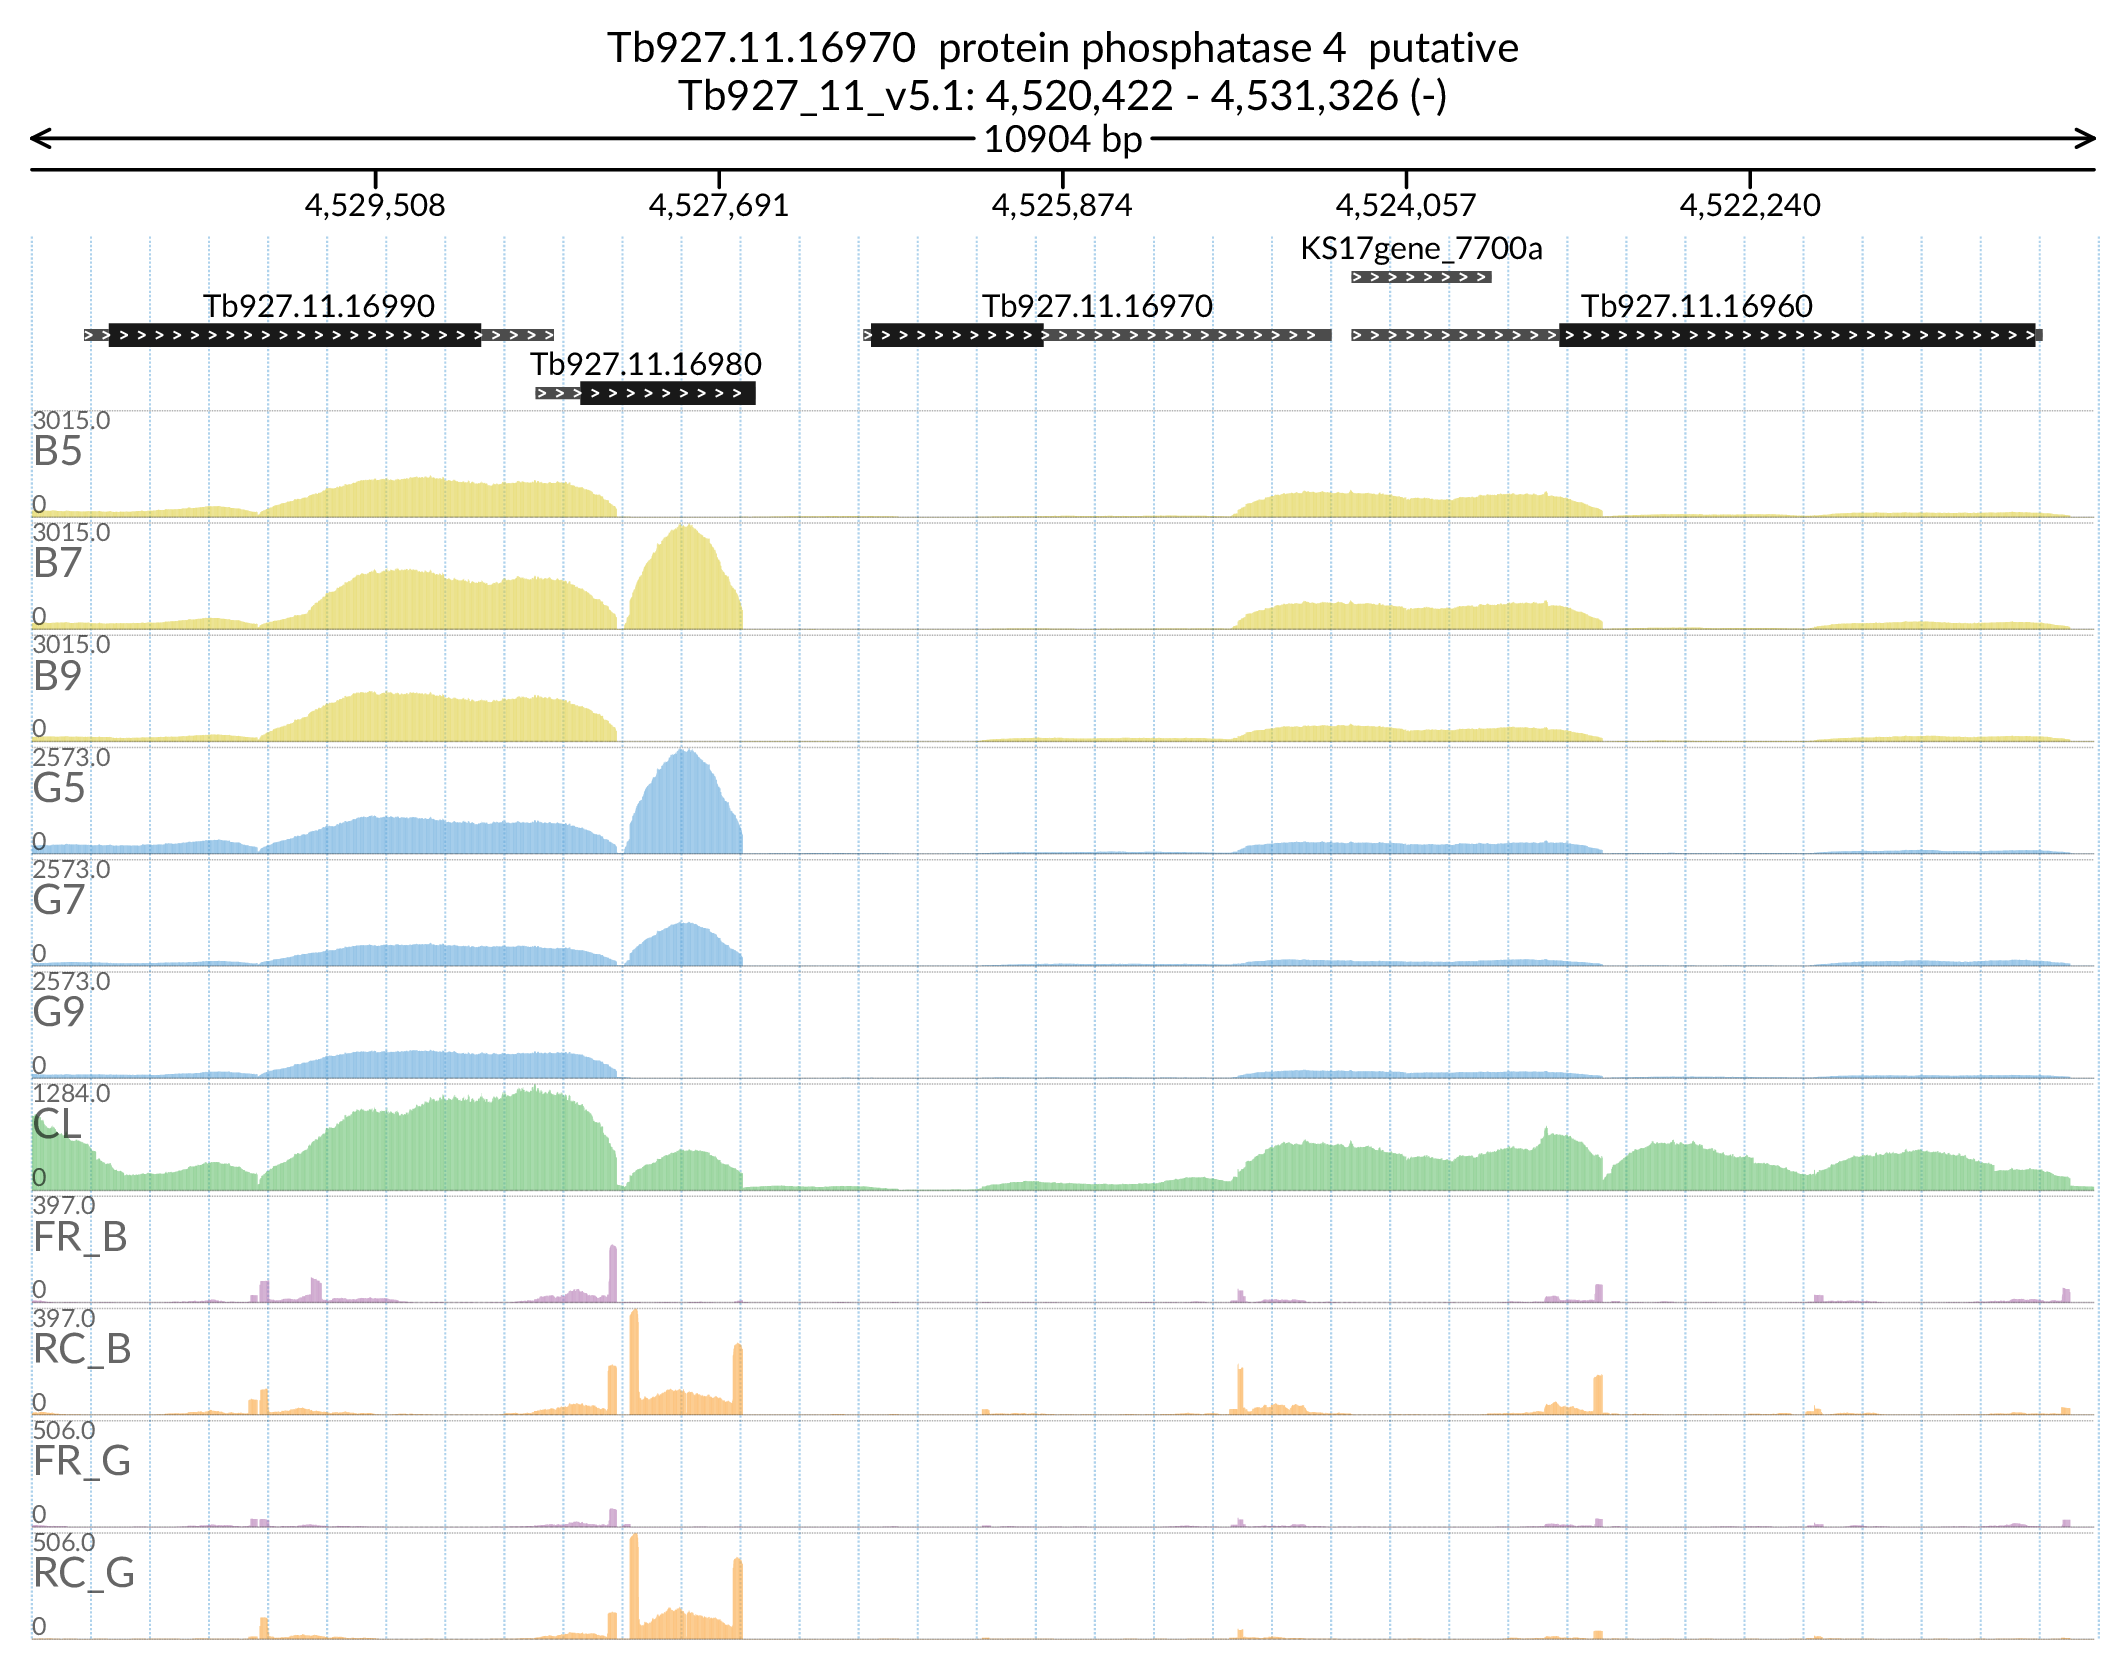 Tb927.11.16970 protein phosphatase 4 putative
Tb927_11_v5.1: 4,520,422 - 4,531,326 (-)
10904 bp
4,529,508 4,527,691 4,525,874 4,524,057 4,522,240
KS17gene_7700a
Tb927.11.16990 Tb927.11.16970 Tb927.11.16960
Tb927.11.16980
3015.0
B5
0
3015.0
B7
0
3015.0
B9
0
2573.0
G5
0
2573.0
G7
0
2573.0
G9
0
1284.0
CL
0
397.0
FR_B
0
397.0
RC_B
0
506.0
FR_G
0
506.0
RC_G
0